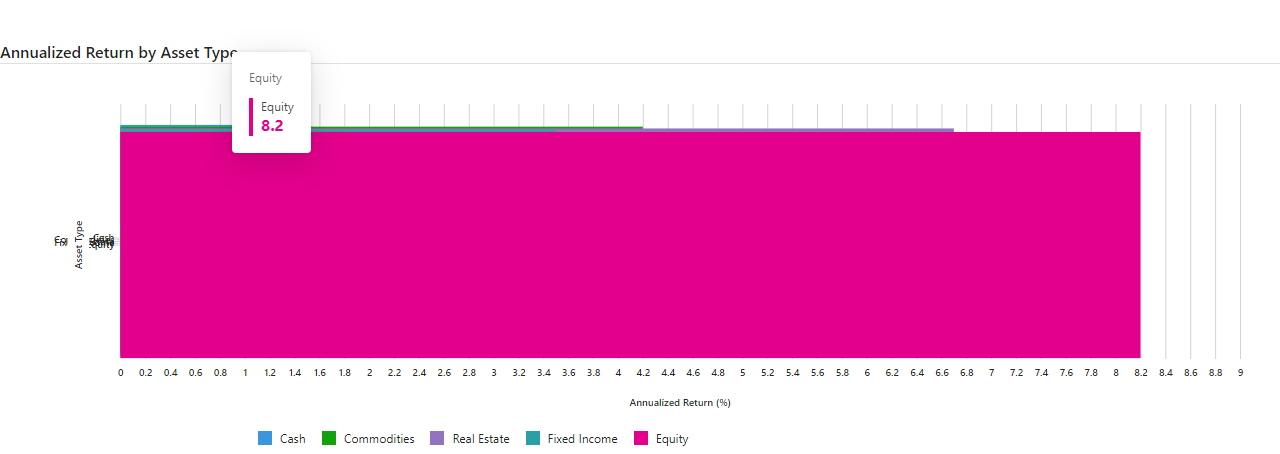 Annualized Return by Asset Type
Equity
Equity
8.2
Cash
Asset Type
0 0.2 0.4 0.6 0.8 1 1.2 1.4 1.6 1.8 2 2.2 2.4 2.6 2.8 3 3.2 3.4 3.6 3.8 4 4.2 4.4 4.6 4.8 5 5.2 5.4 5.6 5.8 6 6.2 6.4 6.6 6.8 7 7.2 7.4 7.6 7.8 8 8.2 8.4 8.6 8.8 9
Annualized Return (%)
Cash Commodities Real Estate Fixed Income Equity